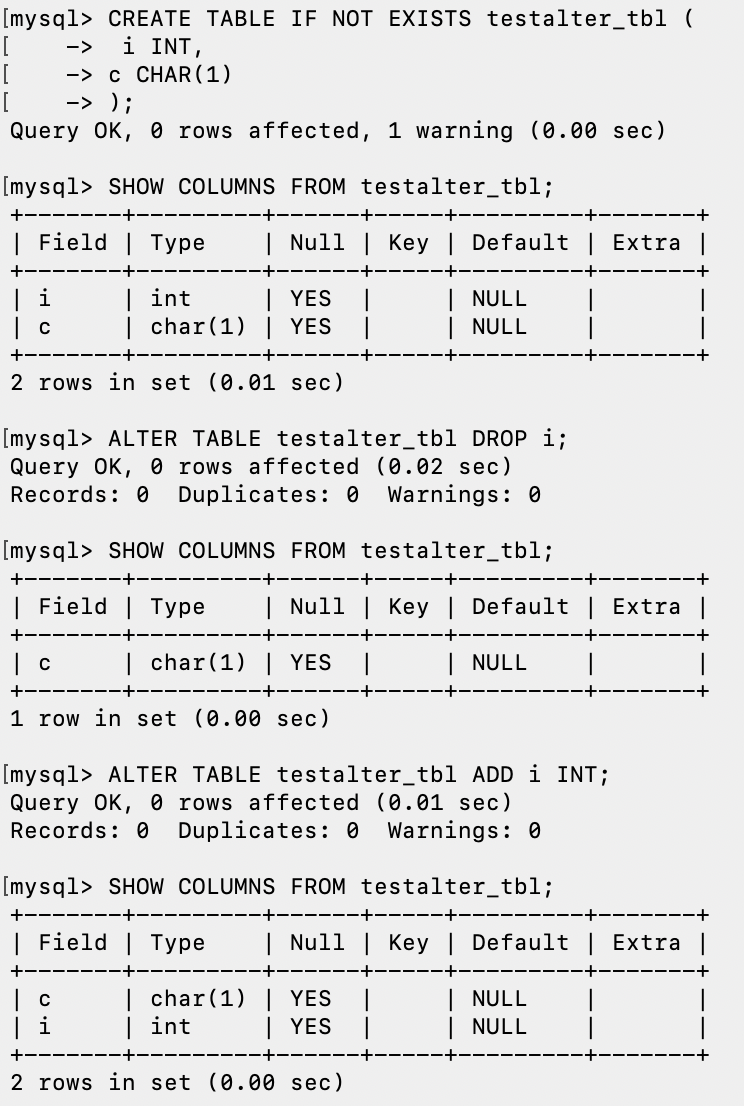 [mysql> CREATE TABLE IF NOT EXISTS testalter_tbl (
[    ->  i INT,
[    -> c CHAR(1)
[    -> );
Query OK, 0 rows affected, 1 warning (0.00 sec)

[mysql> SHOW COLUMNS FROM testalter_tbl;
+-------+---------+------+-----+---------+-------+
| Field | Type    | Null | Key | Default | Extra |
+-------+---------+------+-----+---------+-------+
| i     | int     | YES  |     | NULL    |       |
| c     | char(1) | YES  |     | NULL    |       |
+-------+---------+------+-----+---------+-------+
2 rows in set (0.01 sec)

[mysql> ALTER TABLE testalter_tbl DROP i;
Query OK, 0 rows affected (0.02 sec)
Records: 0  Duplicates: 0  Warnings: 0

[mysql> SHOW COLUMNS FROM testalter_tbl;
+-------+---------+------+-----+---------+-------+
| Field | Type    | Null | Key | Default | Extra |
+-------+---------+------+-----+---------+-------+
| c     | char(1) | YES  |     | NULL    |       |
+-------+---------+------+-----+---------+-------+
1 row in set (0.00 sec)

[mysql> ALTER TABLE testalter_tbl ADD i INT;
Query OK, 0 rows affected (0.01 sec)
Records: 0  Duplicates: 0  Warnings: 0

[mysql> SHOW COLUMNS FROM testalter_tbl;
+-------+---------+------+-----+---------+-------+
| Field | Type    | Null | Key | Default | Extra |
+-------+---------+------+-----+---------+-------+
| c     | char(1) | YES  |     | NULL    |       |
| i     | int     | YES  |     | NULL    |       |
+-------+---------+------+-----+---------+-------+
2 rows in set (0.00 sec)